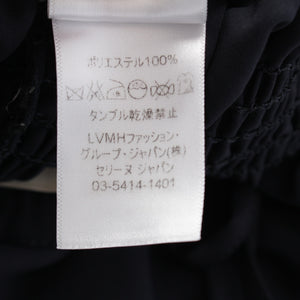 ポリエステル100%
タンブル乾燥禁止
LVMHファッション・
グループ・ジャパン(株)
セリーヌ ジャパン
03-5414-1401